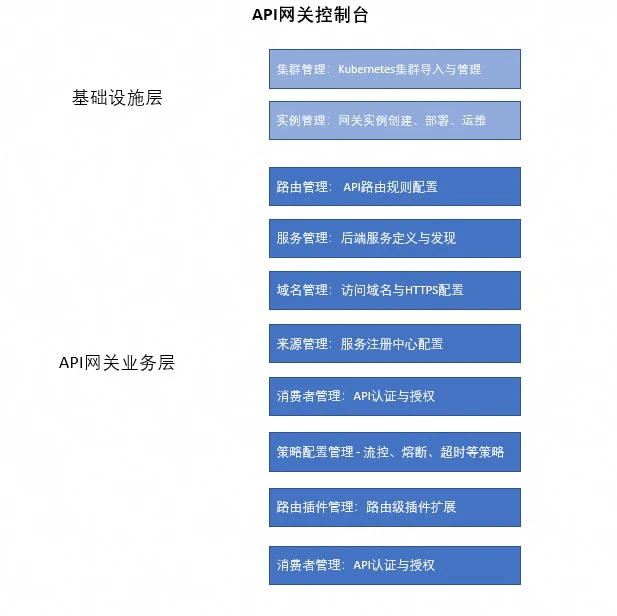 API网关控制台
基础设施层
集群管理：Kubernetes集群导入与管理
实例管理：网关实例创建、部署、运维
API网关业务层
路由管理： API路由规则配置
服务管理：后端服务定义与发现
域名管理：访问域名与HTTPS配置
来源管理：服务注册中心配置
消费者管理：API认证与授权
策略配置管理 - 流控、熔断、超时等策略
路由插件管理：路由级插件扩展
消费者管理：API认证与授权